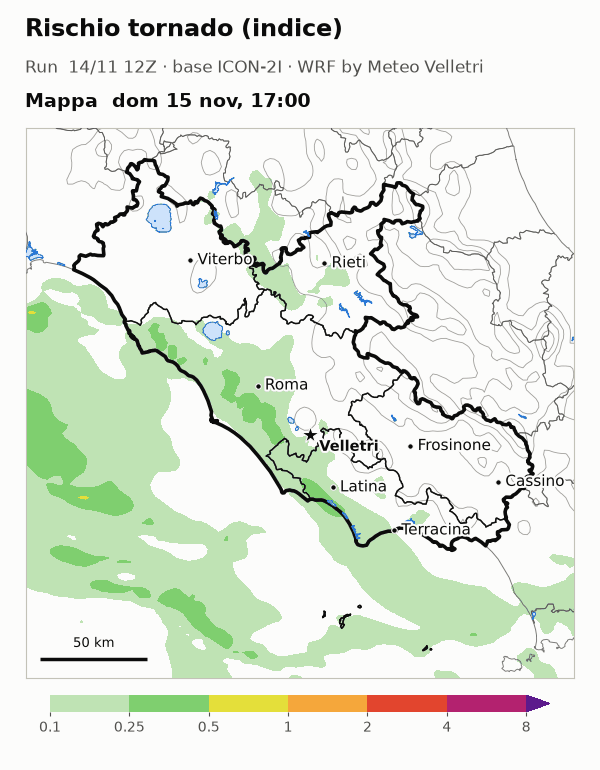 Rischio tornado (indice)
Run  14/11 12Z · base ICON-2I · WRF by Meteo Velletri
Mappa  dom 15 nov, 17:00
Viterbo
Rieti
Roma
Velletri
Frosinone
Latina
Cassino
Terracina
50 km
0.1 0.25 0.5 1 2 4 8